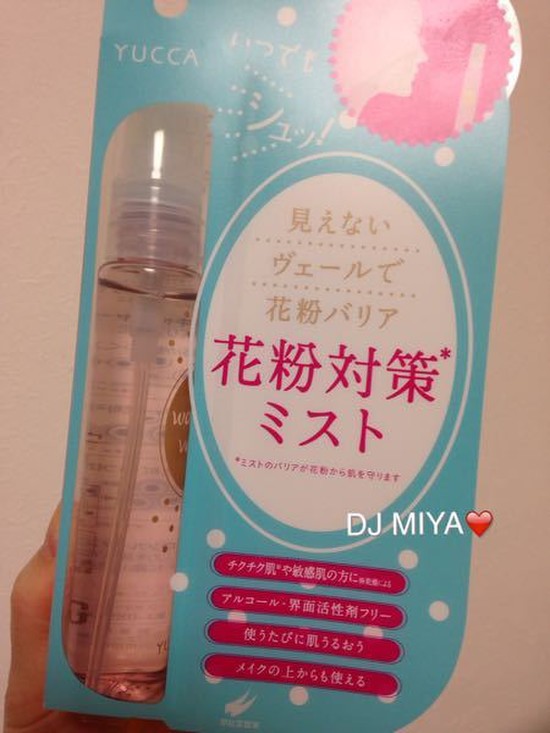 YUCCA
いつでも
シュッ!
見えない
ヴェールで
花粉バリア
花粉対策*
ミスト
*ミストのバリアが花粉から肌を守ります
DJ MIYA❤️
チクチク肌*や敏感肌の方に
アルコール・界面活性剤フリー
使うたびに肌うるおう
メイクの上からも使える
YUCCA